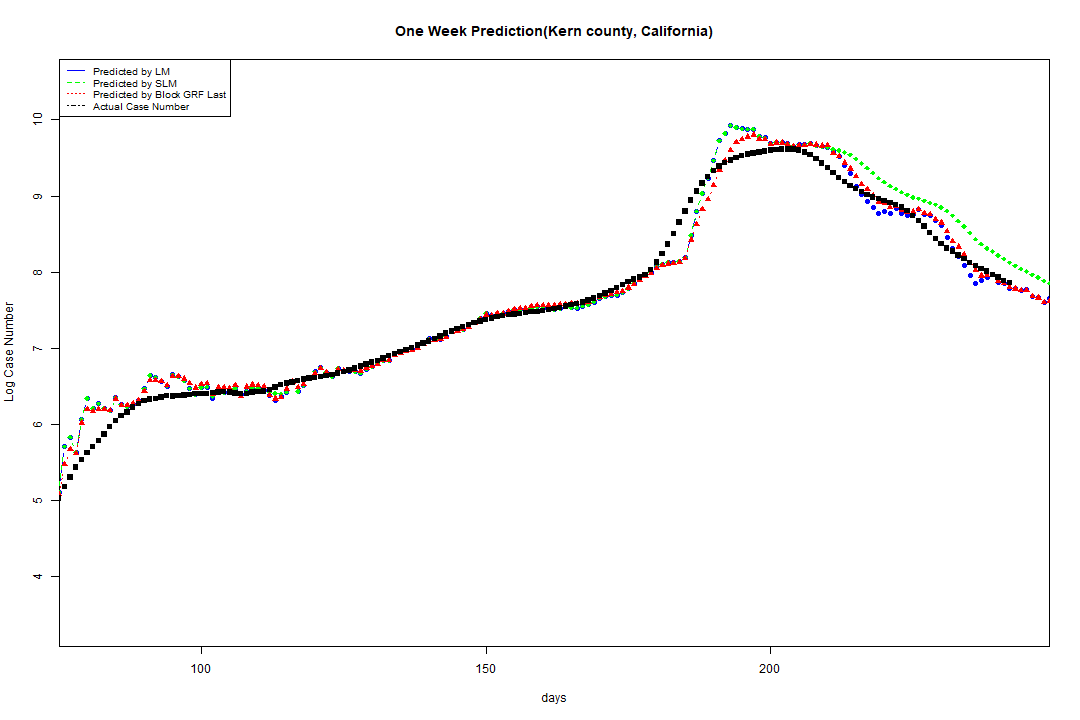 One Week Prediction(Kern county, California)
Predicted by LM
Predicted by SLM
Predicted by Block GRF Last
Actual Case Number
10
9
8
7
6
5
4
Log Case Number
100 150 200
days